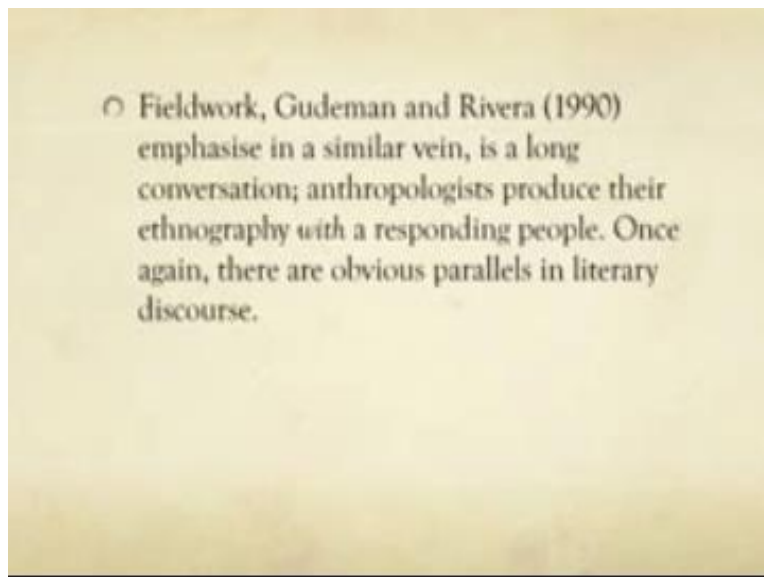 Fieldwork, Gudeman and Rivera (1990)
emphasise in a similar vein, is a long
conversation; anthropologists produce their
ethnography with a responding people. Once
again, there are obvious parallels in literary
discourse.